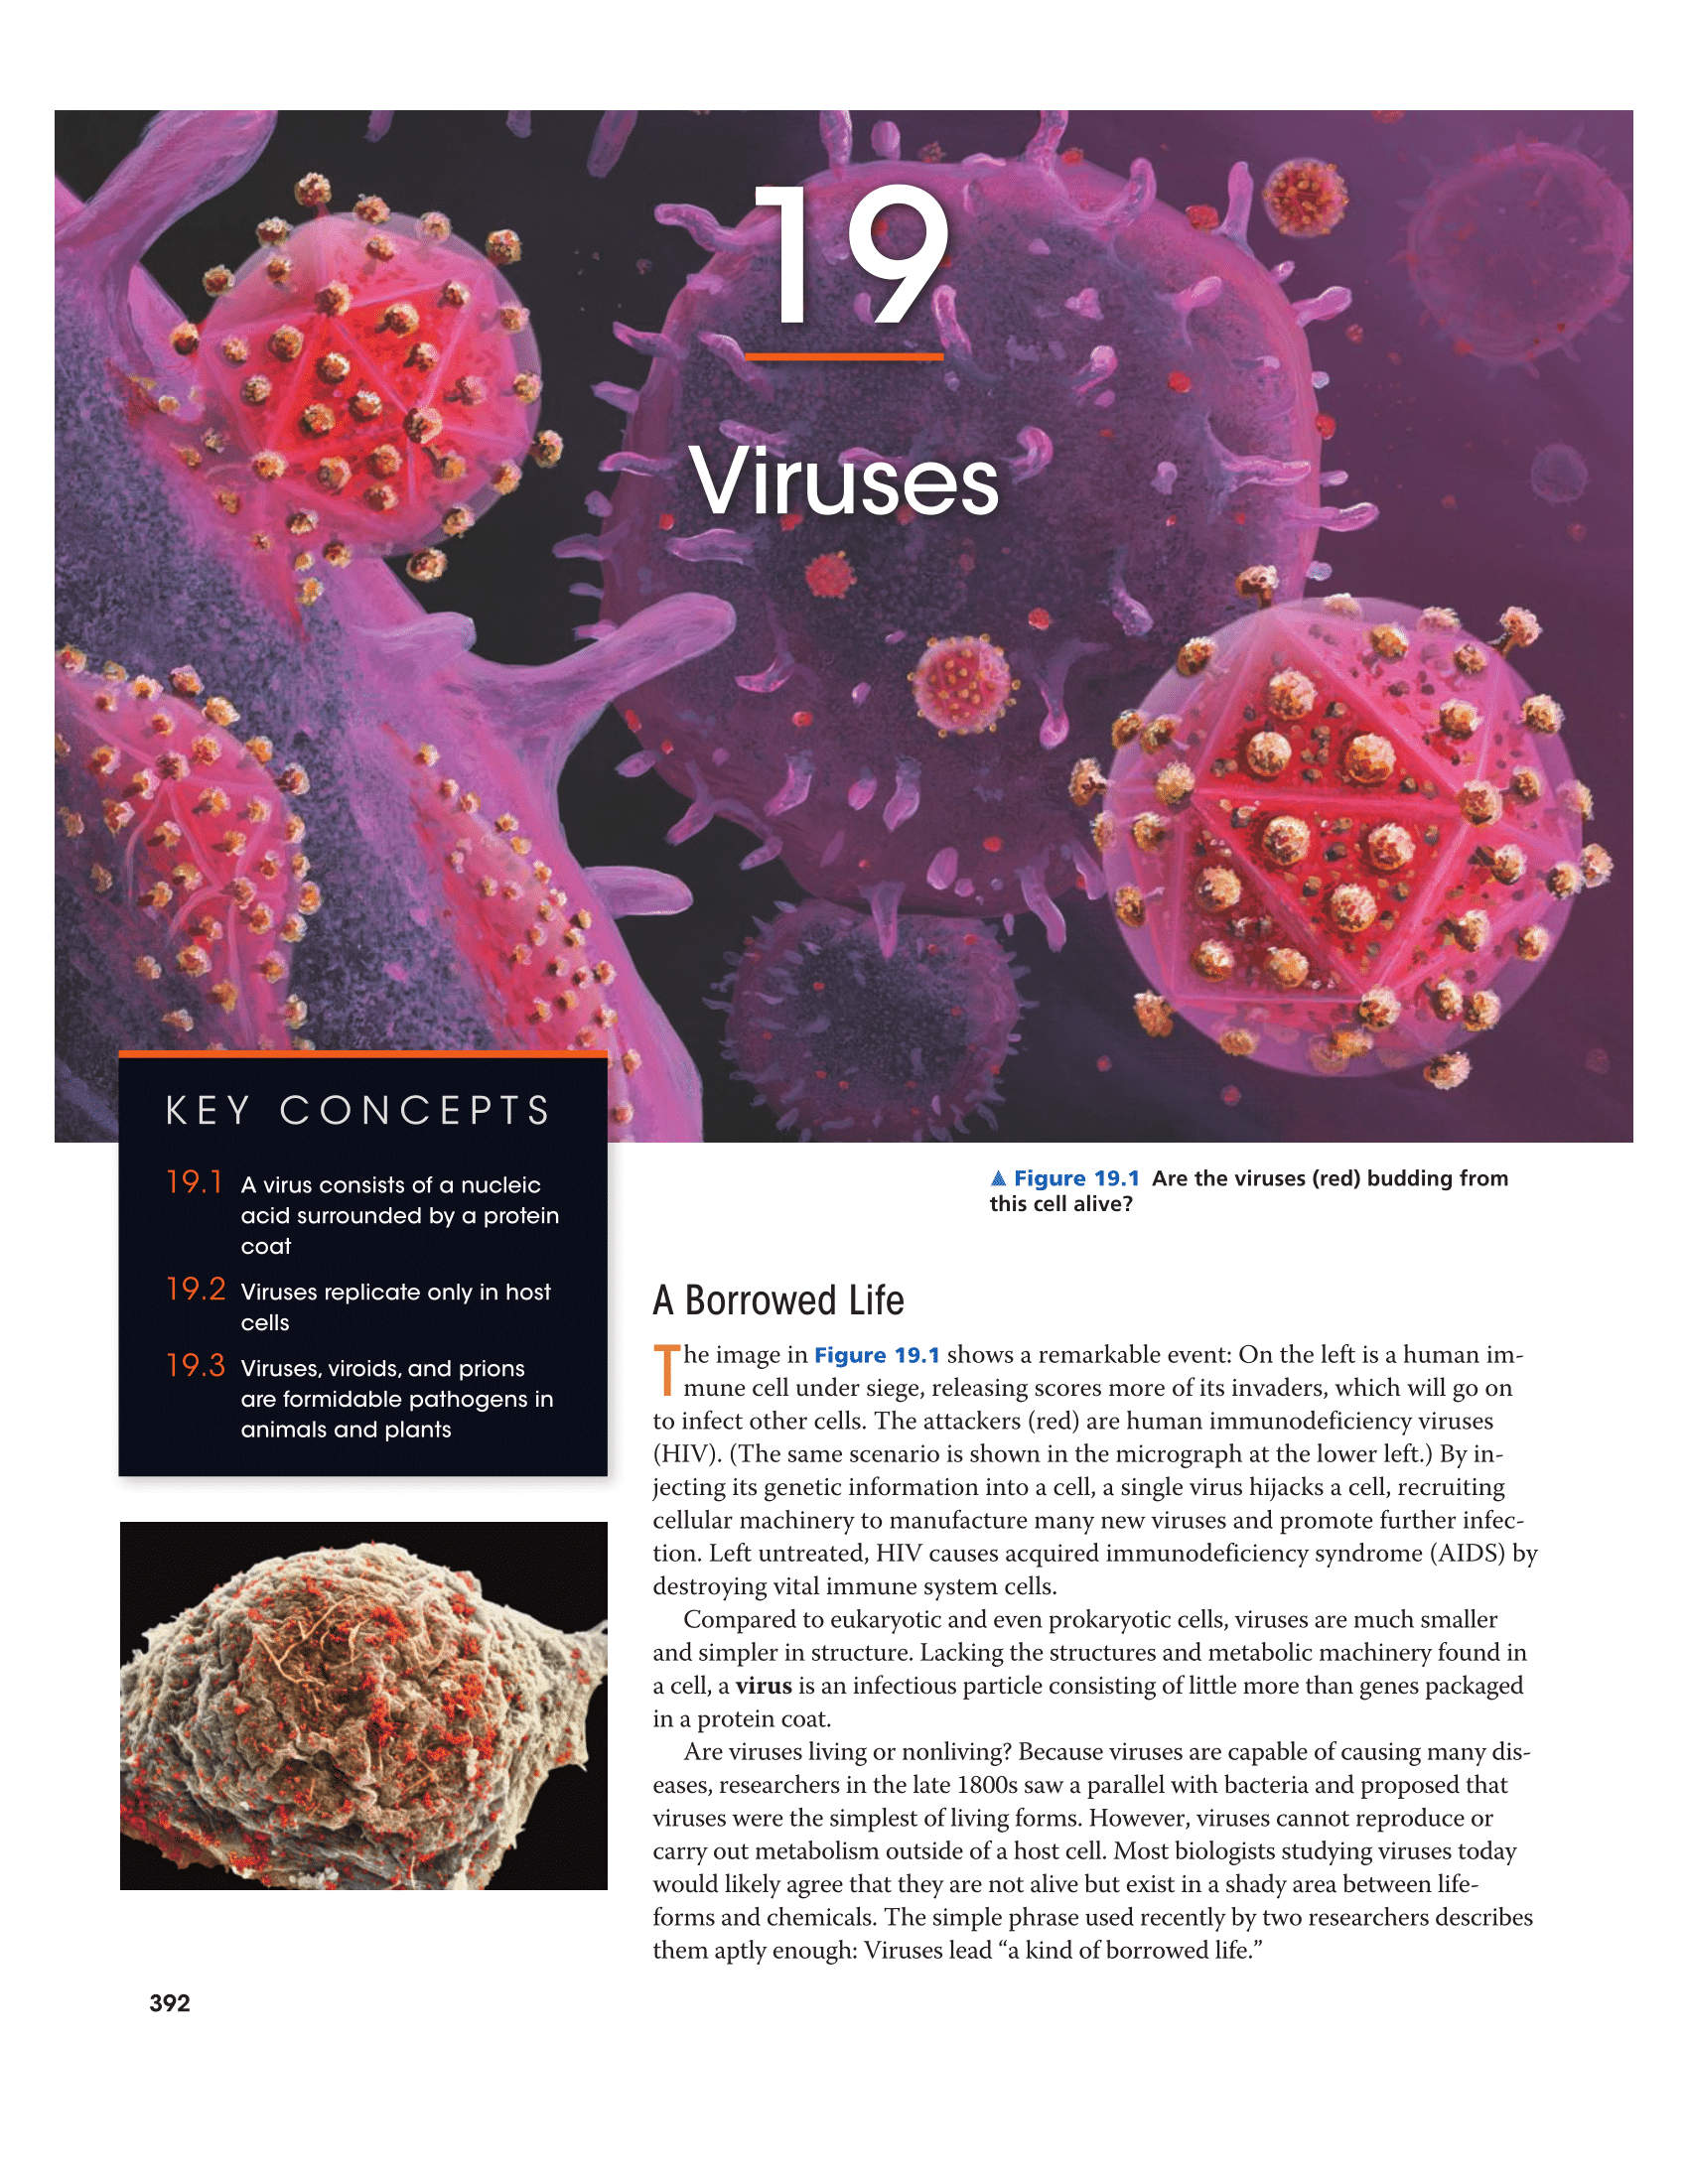 19
Viruses
KEY CONCEPTS
19.1 A virus consists of a nucleic
acid surrounded by a protein
coat
19.2 Viruses replicate only in host
cells
19.3 Viruses, viroids, and prions
are formidable pathogens in
animals and plants
▲ Figure 19.1 Are the viruses (red) budding from
this cell alive?
A Borrowed Life
The image in Figure 19.1 shows a remarkable event: On the left is a human im-
mune cell under siege, releasing scores more of its invaders, which will go on
to infect other cells. The attackers (red) are human immunodeficiency viruses
(HIV). (The same scenario is shown in the micrograph at the lower left.) By in-
jecting its genetic information into a cell, a single virus hijacks a cell, recruiting
cellular machinery to manufacture many new viruses and promote further infec-
tion. Left untreated, HIV causes acquired immunodeficiency syndrome (AIDS) by
destroying vital immune system cells.
Compared to eukaryotic and even prokaryotic cells, viruses are much smaller
and simpler in structure. Lacking the structures and metabolic machinery found in
a cell, a virus is an infectious particle consisting of little more than genes packaged
in a protein coat.
Are viruses living or nonliving? Because viruses are capable of causing many dis-
eases, researchers in the late 1800s saw a parallel with bacteria and proposed that
viruses were the simplest of living forms. However, viruses cannot reproduce or
carry out metabolism outside of a host cell. Most biologists studying viruses today
would likely agree that they are not alive but exist in a shady area between life-
forms and chemicals. The simple phrase used recently by two researchers describes
them aptly enough: Viruses lead “a kind of borrowed life.”
392